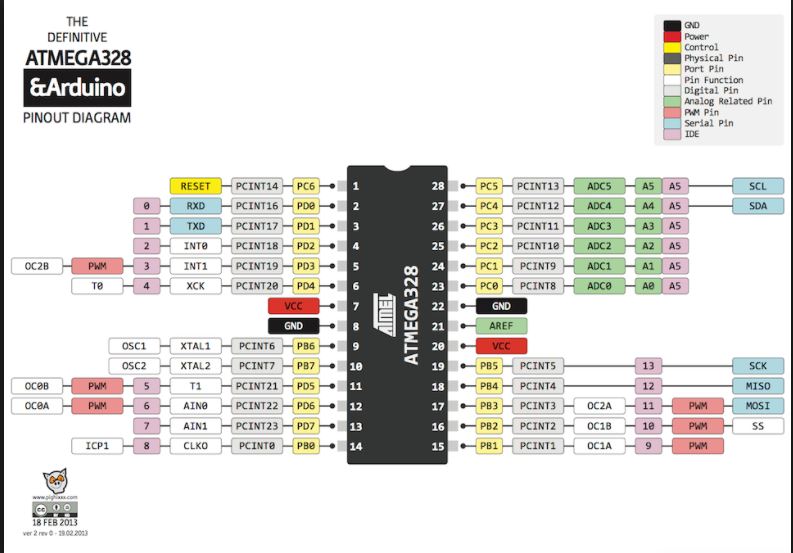 THE
DEFINITIVE
ATMEGA328
&Arduino
PINOUT DIAGRAM
GND
Power
Control
Physical Pin
Port Pin
Pin Function
Digital Pin
Analog Related Pin
PWM Pin
Serial Pin
IDE
RESET PCINT14 PC6 1 28 PC5 PCINT13 ADC5 A5 A5 SCL
0 RXD PCINT16 PD0 2 27 PC4 PCINT12 ADC4 A4 A5 SDA
1 TXD PCINT17 PD1 3 26 PC3 PCINT11 ADC3 A3 A5
2 INT0 PCINT18 PD2 4 25 PC2 PCINT10 ADC2 A2 A5
OC2B PWM 3 INT1 PCINT19 PD3 5 24 PC1 PCINT9 ADC1 A1 A5
T0 4 XCK PCINT20 PD4 6 23 PC0 PCINT8 ADC0 A0 A5
VCC 7 22 GND
GND 8 21 AREF
OSC1 XTAL1 PCINT6 PB6 9 20 VCC
OSC2 XTAL2 PCINT7 PB7 10 19 PB5 PCINT5 13 SCK
OC0B PWM 5 T1 PCINT21 PD5 11 18 PB4 PCINT4 12 MISO
OC0A PWM 6 AIN0 PCINT22 PD6 12 17 PB3 PCINT3 OC2A 11 PWM MOSI
7 AIN1 PCINT23 PD7 13 16 PB2 PCINT2 OC1B 10 PWM SS
ICP1 8 CLKO PCINT0 PB0 14 15 PB1 PCINT1 OC1A 9 PWM
ATMEL
ATMEGA328
www.pighixxx.com
cc
18 FEB 2013
ver 2 rev 0 - 19.02.2013